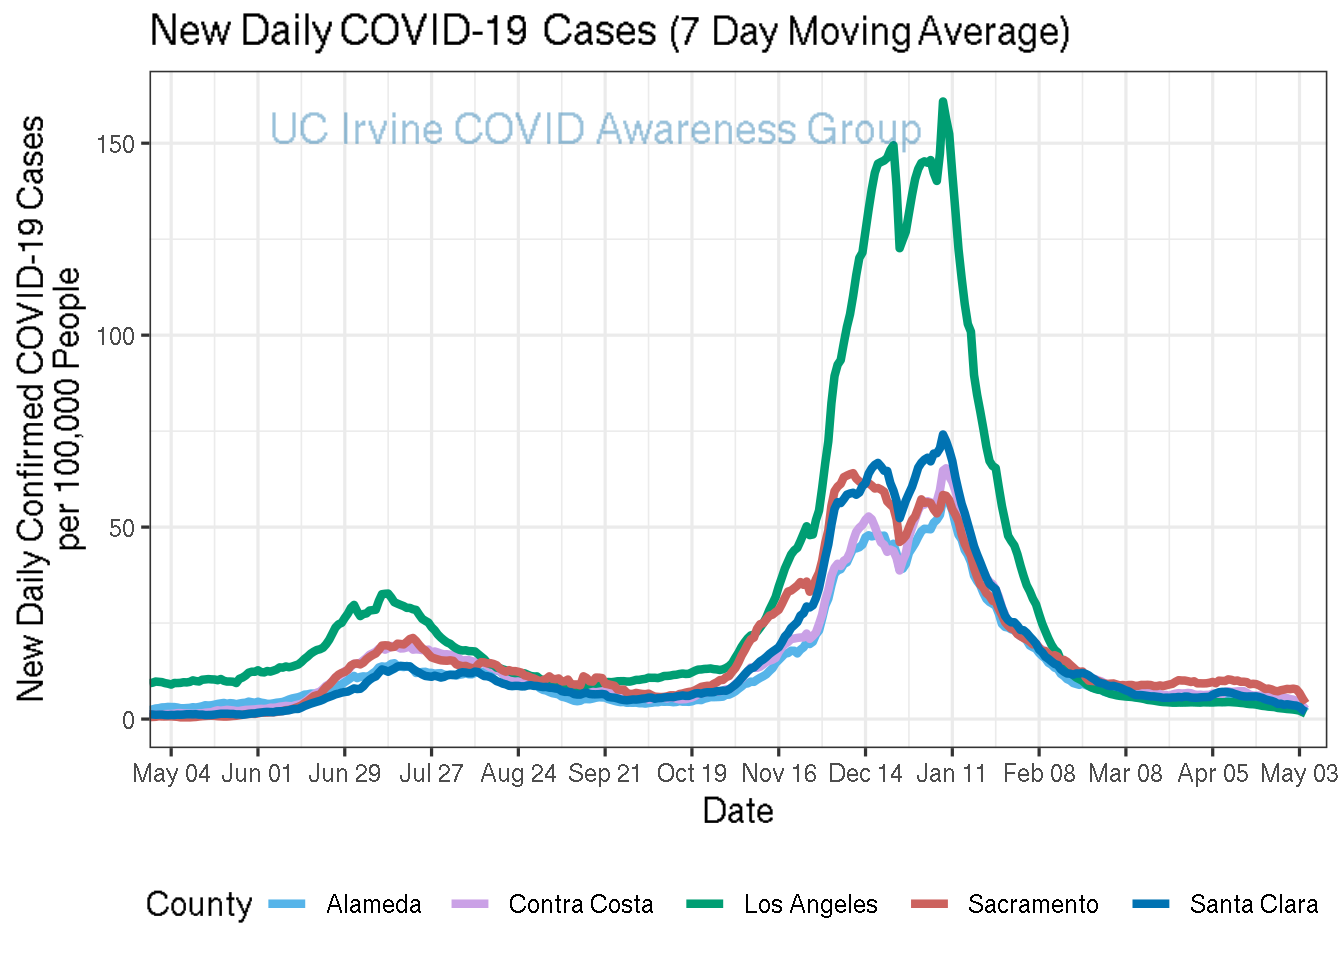 New Daily COVID-19 Cases (7 Day Moving Average)
UC Irvine COVID Awareness Group
New Daily Confirmed COVID-19 Cases
per 100,000 People
150
100
50
0
May 04 Jun 01 Jun 29 Jul 27 Aug 24 Sep 21 Oct 19 Nov 16 Dec 14 Jan 11 Feb 08 Mar 08 Apr 05 May 03
Date
County Alameda Contra Costa Los Angeles Sacramento Santa Clara